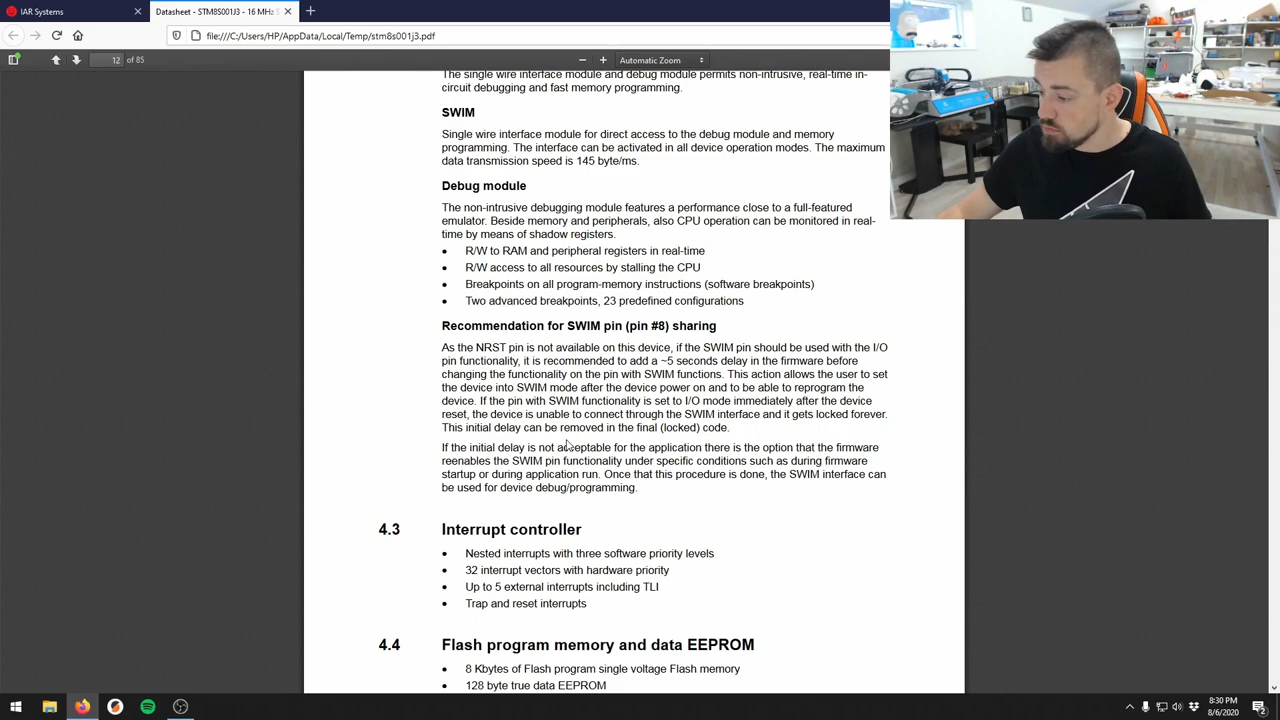 IAR Systems
Datasheet - STM8S001J3 - 16 MHz S
file:///C:/Users/HP/AppData/Local/Temp/stm8s001j3.pdf
12 of 85
Automatic Zoom
The single wire interface module and debug module permits non-intrusive, real-time in-
circuit debugging and fast memory programming.
SWIM
Single wire interface module for direct access to the debug module and memory
programming. The interface can be activated in all device operation modes. The maximum
data transmission speed is 145 byte/ms.
Debug module
The non-intrusive debugging module features a performance close to a full-featured
emulator. Beside memory and peripherals, also CPU operation can be monitored in real-
time by means of shadow registers.
• R/W to RAM and peripheral registers in real-time
• R/W access to all resources by stalling the CPU
• Breakpoints on all program-memory instructions (software breakpoints)
• Two advanced breakpoints, 23 predefined configurations
Recommendation for SWIM pin (pin #8) sharing
As the NRST pin is not available on this device, if the SWIM pin should be used with the I/O
pin functionality, it is recommended to add a ~5 seconds delay in the firmware before
changing the functionality on the pin with SWIM functions. This action allows the user to set
the device into SWIM mode after the device power on and to be able to reprogram the
device. If the pin with SWIM functionality is set to I/O mode immediately after the device
reset, the device is unable to connect through the SWIM interface and it gets locked forever.
This initial delay can be removed in the final (locked) code.
If the initial delay is not acceptable for the application there is the option that the firmware
reenables the SWIM pin functionality under specific conditions such as during firmware
startup or during application run. Once that this procedure is done, the SWIM interface can
be used for device debug/programming.
4.3 Interrupt controller
• Nested interrupts with three software priority levels
• 32 interrupt vectors with hardware priority
• Up to 5 external interrupts including TLI
• Trap and reset interrupts
4.4 Flash program memory and data EEPROM
• 8 Kbytes of Flash program single voltage Flash memory
• 128 byte true data EEPROM
8:30 PM
8/6/2020
2